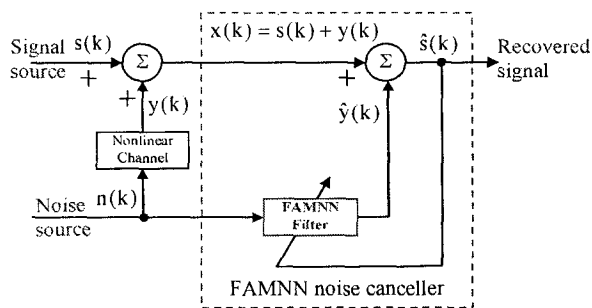 Signal source
s(k)
+
Σ
+
y(k)
Nonlinear Channel
Noise source
n(k)
x(k) = s(k) + y(k)
+
Σ
ŝ(k)
Recovered signal
ŷ(k)
FAMNN Filter
FAMNN noise canceller